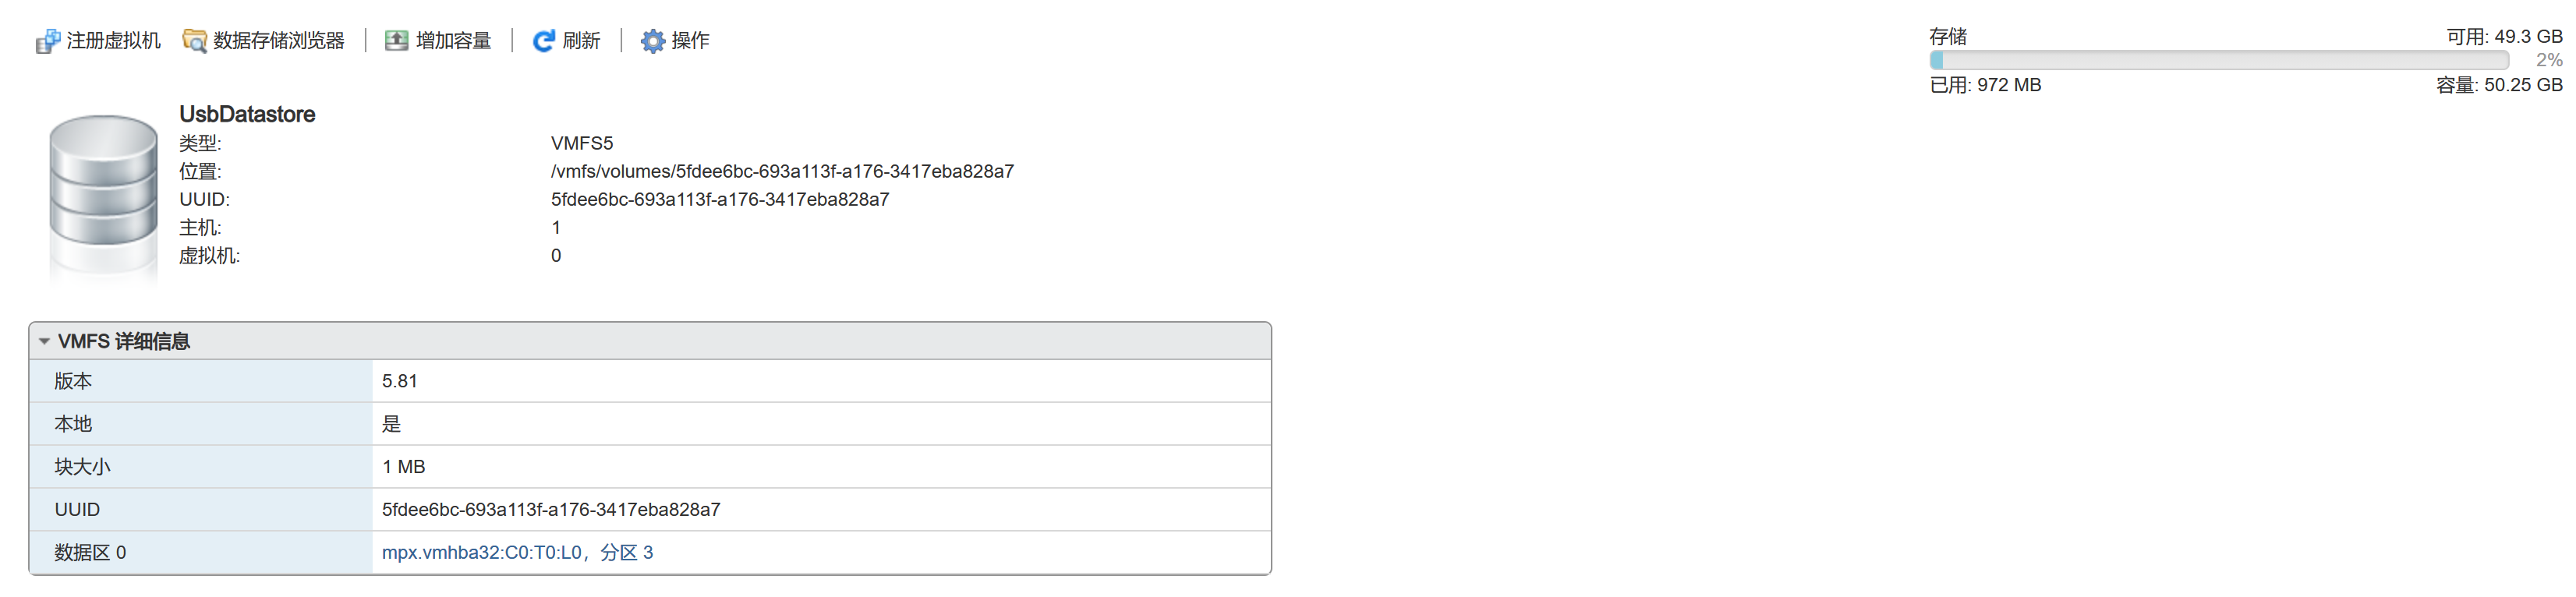 注册虚拟机 数据存储浏览器 增加容量 刷新 操作
存储 可用: 49.3 GB
2%
已用: 972 MB 容量: 50.25 GB
UsbDatastore
类型: VMFS5
位置: /vmfs/volumes/5fdee6bc-693a113f-a176-3417eba828a7
UUID: 5fdee6bc-693a113f-a176-3417eba828a7
主机: 1
虚拟机: 0
VMFS 详细信息
版本 5.81
本地 是
块大小 1 MB
UUID 5fdee6bc-693a113f-a176-3417eba828a7
数据区 0 mpx.vmhba32:C0:T0:L0，分区 3